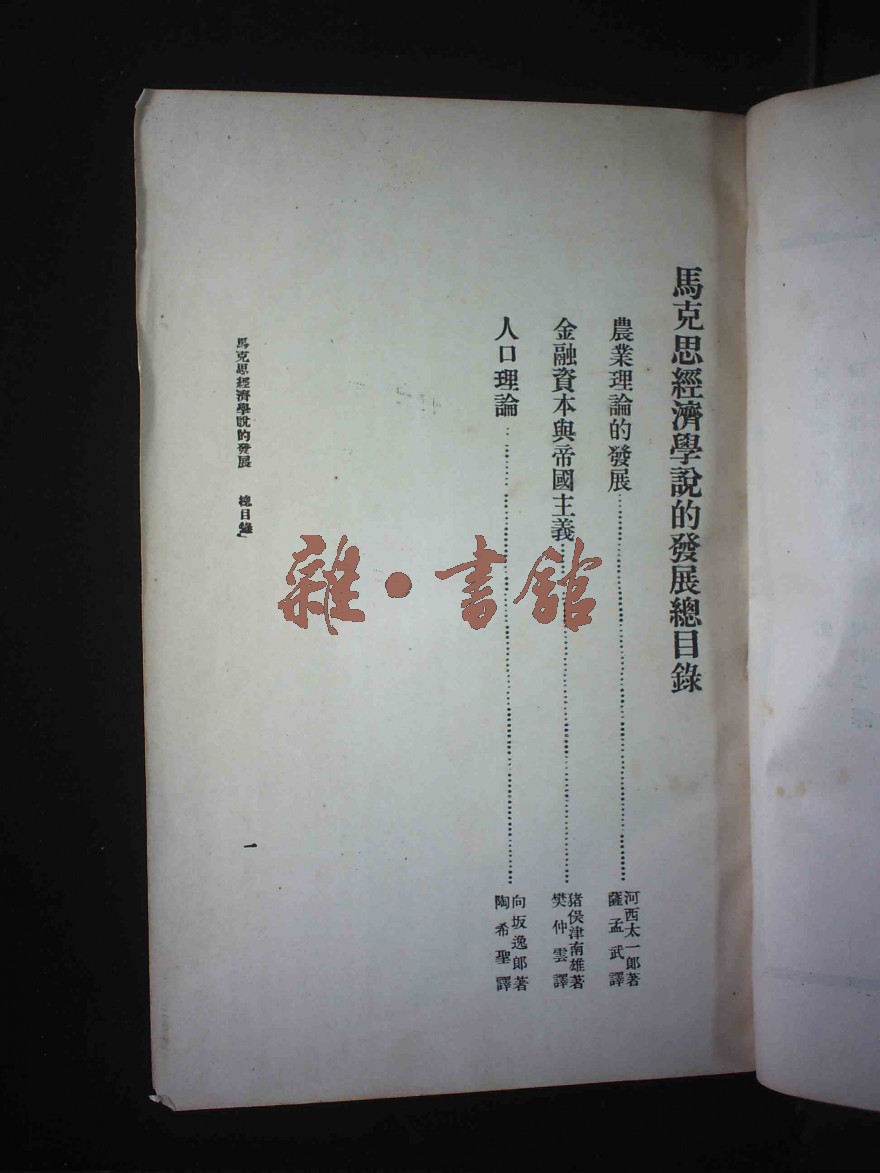 馬克思經濟學說的發展總目錄
農業理論的發展
河西太一郎著
薩孟武譯
金融資本與帝國主義
猪俣津南雄著
樊仲雲譯
人口理論
向坂逸郎著
陶希聖譯
馬克思經濟學說的發展 總目錄
一
雜·書館